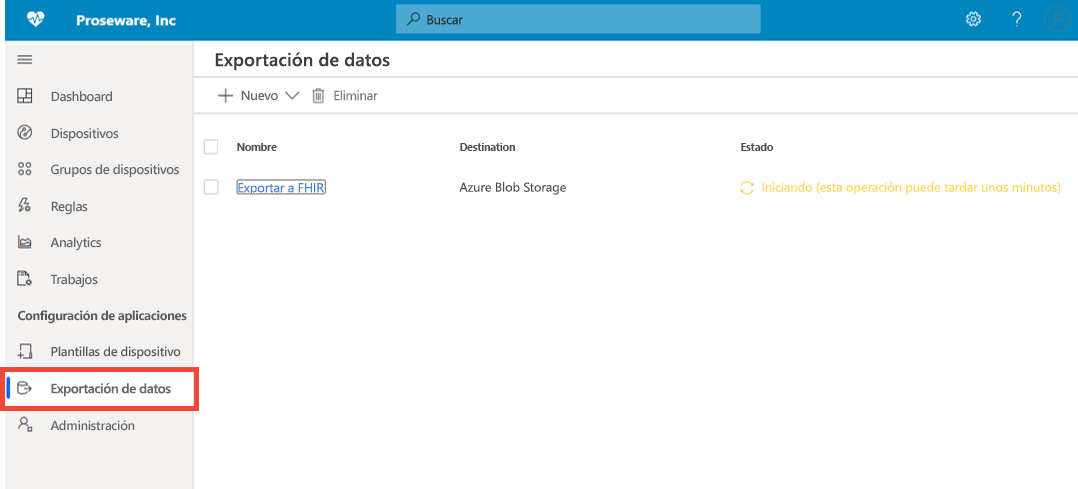 Proseware, Inc
Buscar
?
Exportación de datos
Nuevo
Eliminar
Dashboard
Dispositivos
Grupos de dispositivos
Reglas
Analytics
Trabajos
Configuración de aplicaciones
Plantillas de dispositivo
Exportación de datos
Administración
Nombre Destination Estado
Exportar a FHIR Azure Blob Storage Iniciando (esta operación puede tardar unos minutos)